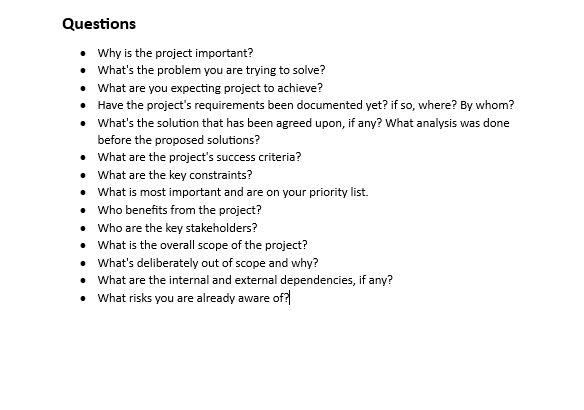 Questions
• Why is the project important?
• What's the problem you are trying to solve?
• What are you expecting project to achieve?
• Have the project's requirements been documented yet? if so, where? By whom?
• What's the solution that has been agreed upon, if any? What analysis was done
before the proposed solutions?
• What are the project's success criteria?
• What are the key constraints?
• What is most important and are on your priority list.
• Who benefits from the project?
• Who are the key stakeholders?
• What is the overall scope of the project?
• What's deliberately out of scope and why?
• What are the internal and external dependencies, if any?
• What risks you are already aware of?